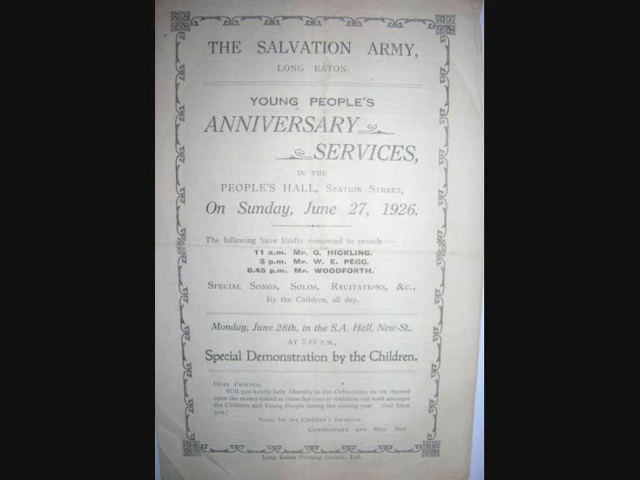 THE SALVATION ARMY,
LONG EATON.
YOUNG PEOPLE'S
ANNIVERSARY
SERVICES,
IN THE
PEOPLE'S HALL, STATION STREET,
On Sunday, June 27, 1926.
The following have kindly consented to preside :—
11 a.m. Mr. G. HICKLING.
3 p.m. Mr. W. E. PEGG.
6.45 p.m. Mr. WOODFORTH.
SPECIAL SONGS, SOLOS, RECITATIONS, &c.,
By the Children, all day.
Monday, June 28th, in the S.A. Hall, New-St.,
AT 7.15 P.M.,
Special Demonstration by the Children.
DEAR FRIENDS,
Will you kindly help liberally in the Collections, as we depend
upon the money raised at these Services to maintain our work amongst
the Children and Young People during the coming year. God bless
you!
Yours for the Children's Salvation,
COMMANDANT AND MRS.
Long Eaton Printing Society, Ltd.